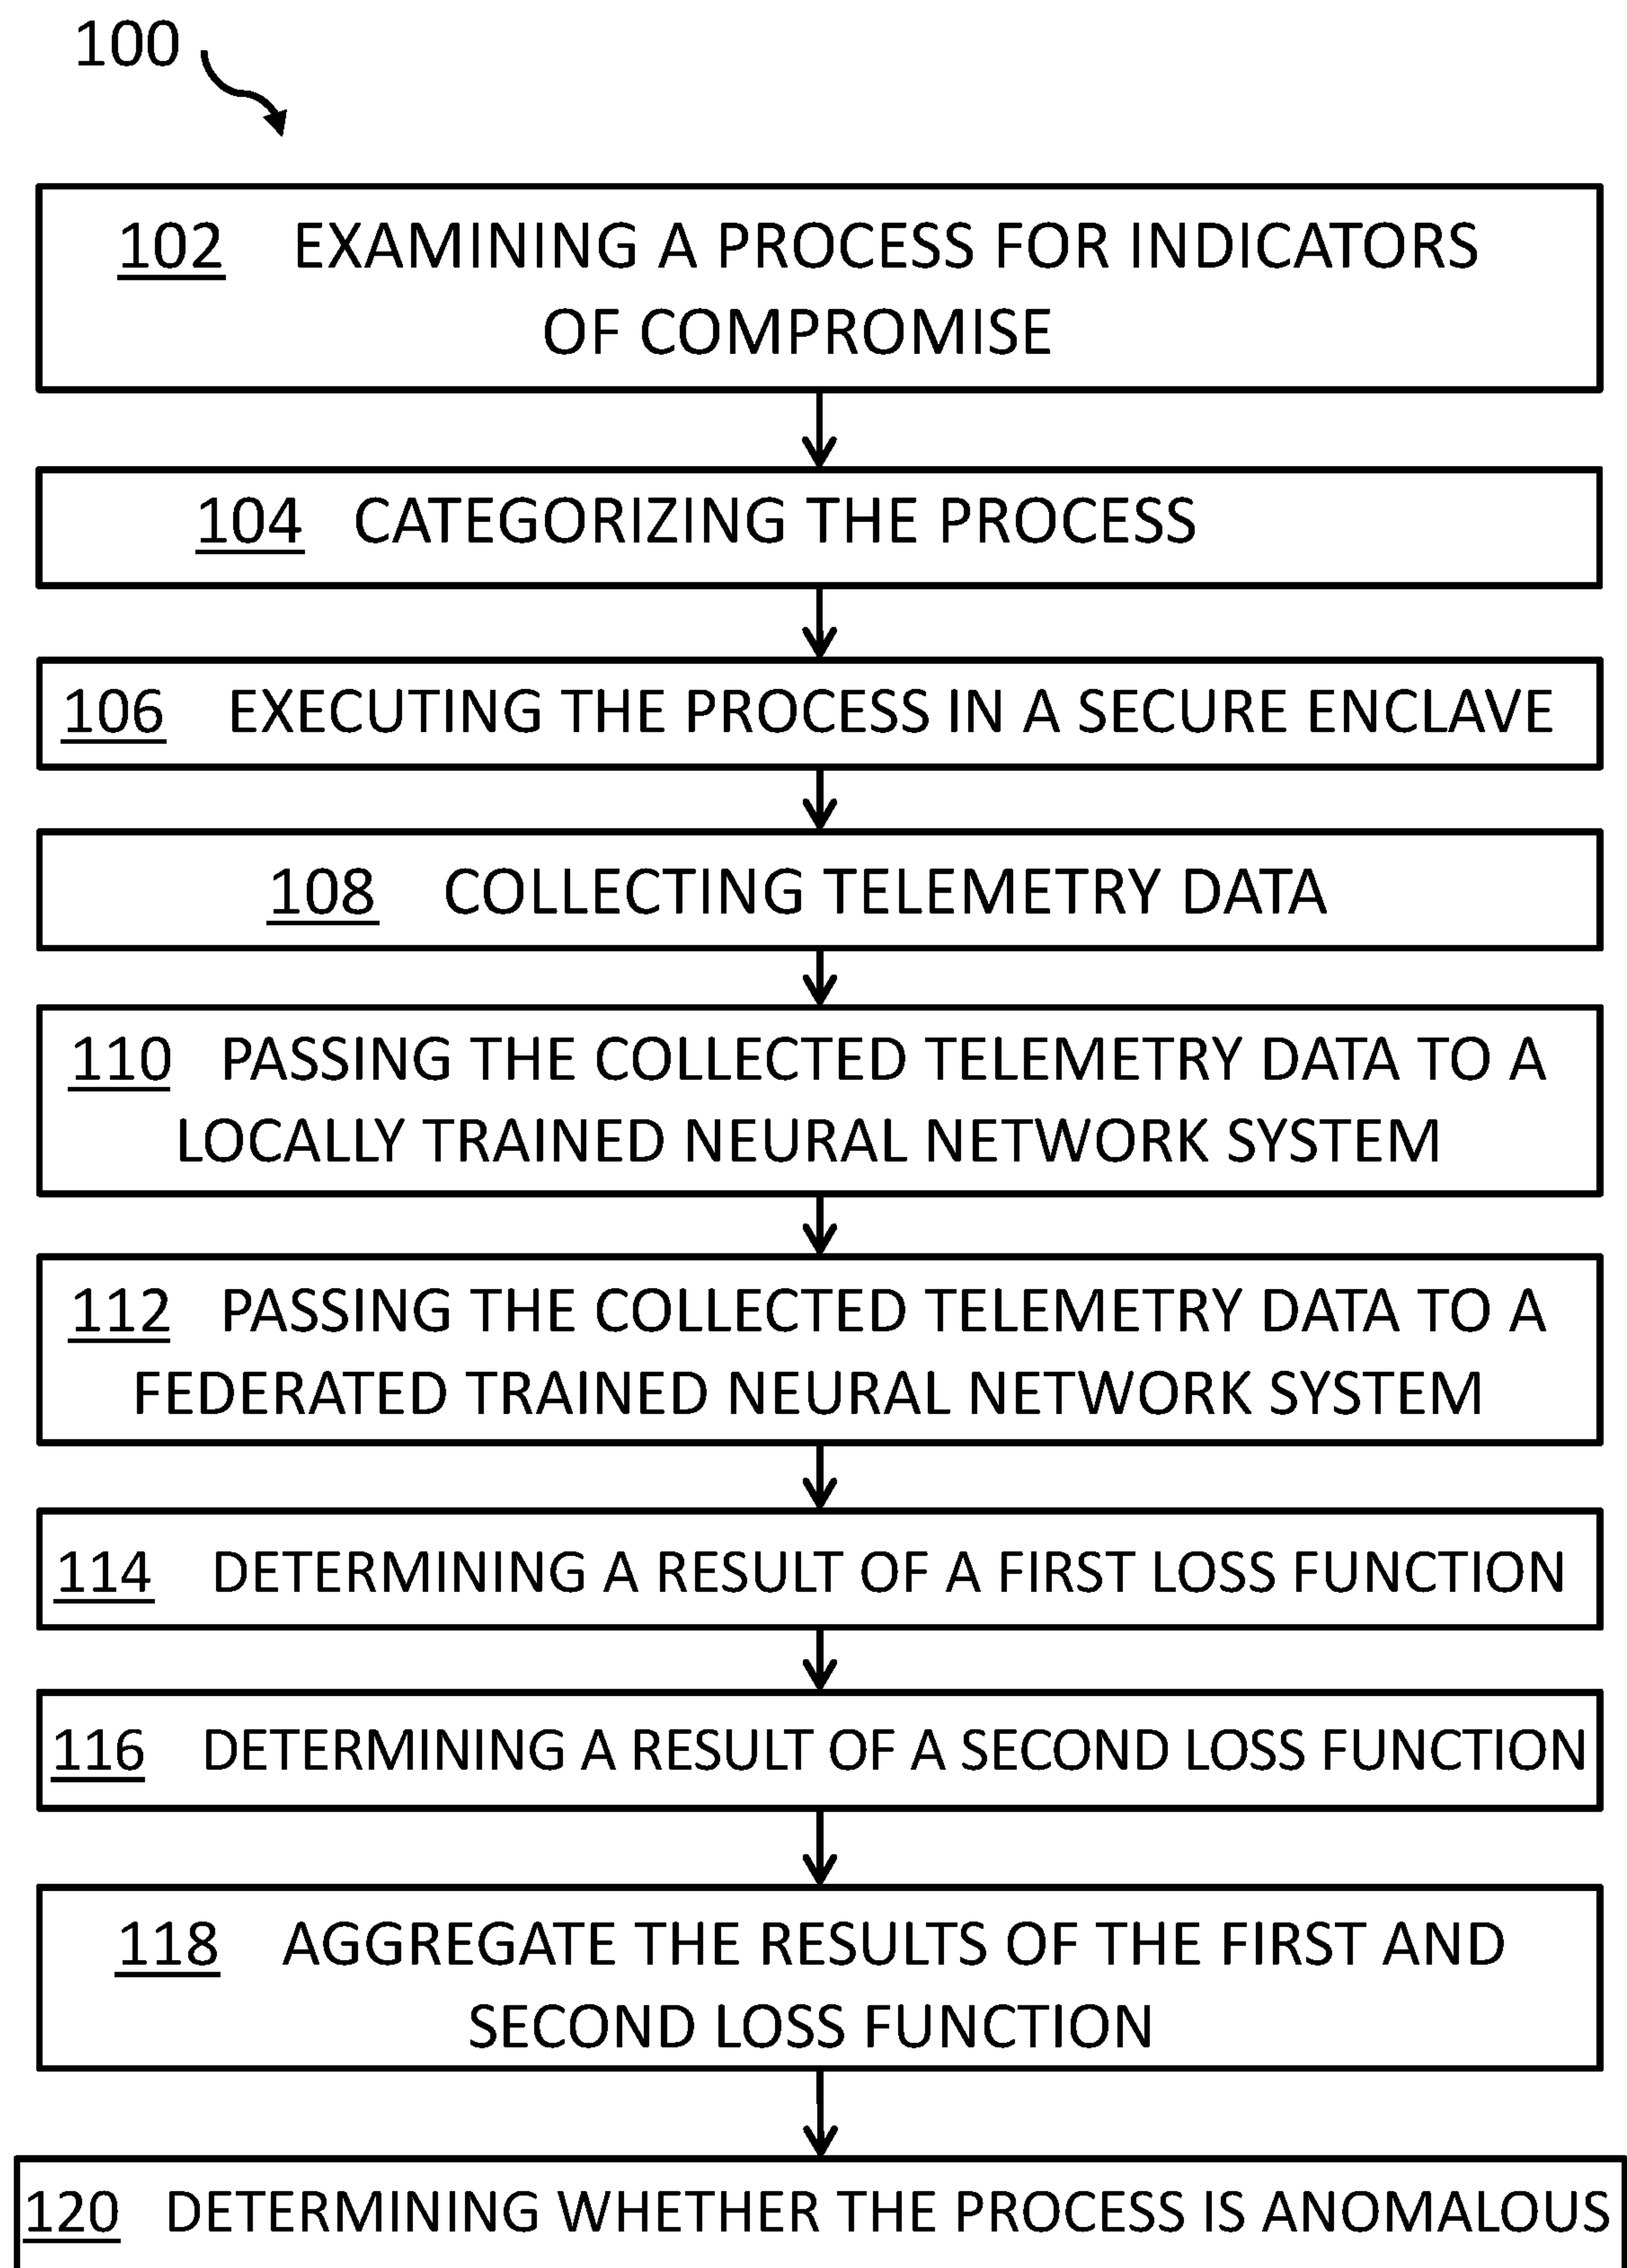 100
102 EXAMINING A PROCESS FOR INDICATORS
OF COMPROMISE
104 CATEGORIZING THE PROCESS
106 EXECUTING THE PROCESS IN A SECURE ENCLAVE
108 COLLECTING TELEMETRY DATA
110 PASSING THE COLLECTED TELEMETRY DATA TO A
LOCALLY TRAINED NEURAL NETWORK SYSTEM
112 PASSING THE COLLECTED TELEMETRY DATA TO A
FEDERATED TRAINED NEURAL NETWORK SYSTEM
114 DETERMINING A RESULT OF A FIRST LOSS FUNCTION
116 DETERMINING A RESULT OF A SECOND LOSS FUNCTION
118 AGGREGATE THE RESULTS OF THE FIRST AND
SECOND LOSS FUNCTION
120 DETERMINING WHETHER THE PROCESS IS ANOMALOUS